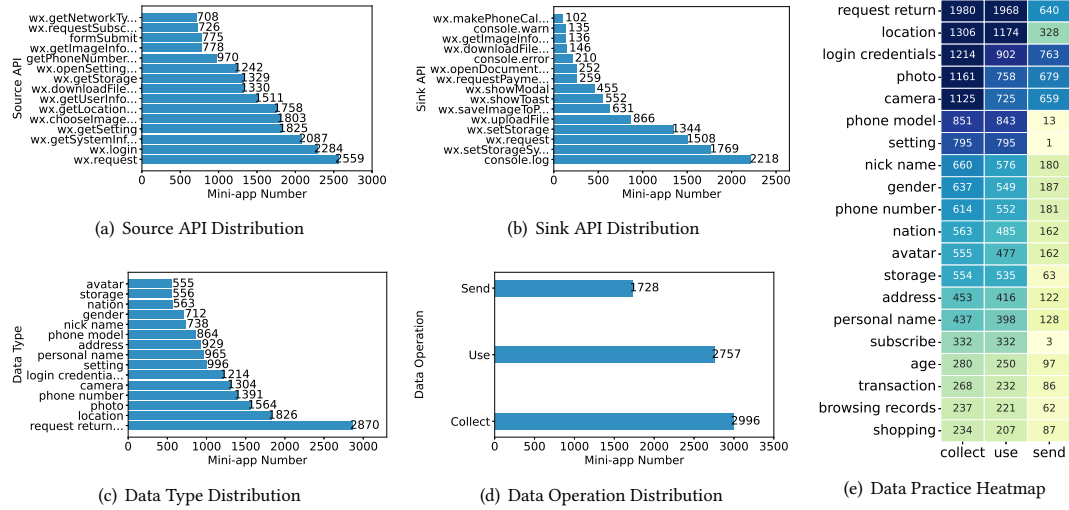 Source API
wx.getNetworkTy... 708
wx.requestSubsc... 726
formSubmit 775
wx.getImageInfo... 778
getPhoneNumber... 970
wx.openSetting... 1242
wx.getStorage 1329
wx.downloadFile... 1330
wx.getUserInfo... 1511
wx.getLocation... 1758
wx.chooseImage... 1803
wx.getSetting 1825
wx.getSystemInf... 2087
wx.login 2284
wx.request 2559
0 500 1000 1500 2000 2500 3000
Mini-app Number
(a) Source API Distribution
Sink API
wx.makePhoneCal... 102
console.warn 135
wx.getImageInfo... 136
wx.downloadFile... 146
console.error 210
wx.openDocument... 252
wx.requestPayme... 259
wx.showModal 455
wx.showToast 552
wx.saveImageToP... 631
wx.uploadFile 866
wx.setStorage 1344
wx.request 1508
wx.setStorageSy... 1769
console.log 2218
0 500 1000 1500 2000 2500
Mini-app Number
(b) Sink API Distribution
Data Type
avatar 555
storage 556
nation 563
gender 712
nick name 738
phone model 864
address 929
personal name 965
setting 996
login credentia... 1214
camera 1304
phone number 1391
photo 1564
location 1826
request return... 2870
0 500 1000 1500 2000 2500 3000
Mini-app Number
(c) Data Type Distribution
Data Operation
Send 1728
Use 2757
Collect 2996
0 500 1000 1500 2000 2500 3000 3500
Mini-app Number
(d) Data Operation Distribution
request return 1980 1968 640
location 1306 1174 328
login credentials 1214 902 763
photo 1161 758 679
camera 1125 725 659
phone model 851 843 13
setting 795 795 1
nick name 660 576 180
gender 637 549 187
phone number 614 552 181
nation 563 485 162
avatar 555 477 162
storage 554 535 63
address 453 416 122
personal name 437 398 128
subscribe 332 332 3
age 280 250 97
transaction 268 232 86
browsing records 237 221 62
shopping 234 207 87
collect use send
(e) Data Practice Heatmap